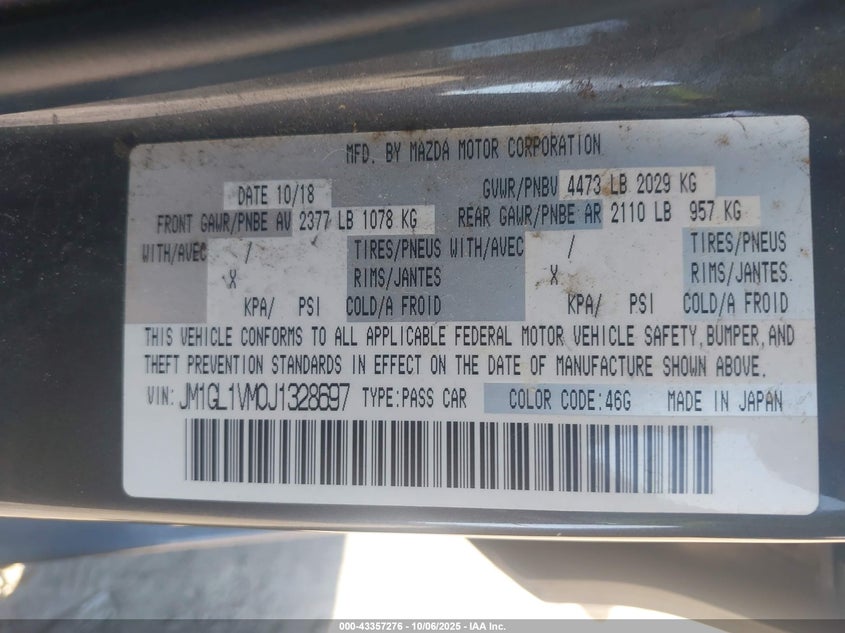 MFD. BY MAZDA MOTOR CORPORATION
DATE 10/18 GVWR/PNBV 4473 LB 2029 KG
FRONT GAWR/PNBE AV 2377 LB 1078 KG REAR GAWR/PNBE AR 2110 LB 957 KG
WITH/AVEC / TIRES/PNEUS WITH/AVEC / TIRES/PNEUS
X RIMS/JANTES X RIMS/JANTES.
KPA/ PSI COLD/A FROID KPA/ PSI COLD/A FROID
THIS VEHICLE CONFORMS TO ALL APPLICABLE FEDERAL MOTOR VEHICLE SAFETY, BUMPER, AND
THEFT PREVENTION STANDARDS IN EFFECT ON THE DATE OF MANUFACTURE SHOWN ABOVE.
VIN: JM1GL1VM0J1328697 TYPE:PASS CAR COLOR CODE:46G MADE IN JAPAN
000-43357276 - 10/06/2025 - IAA Inc.